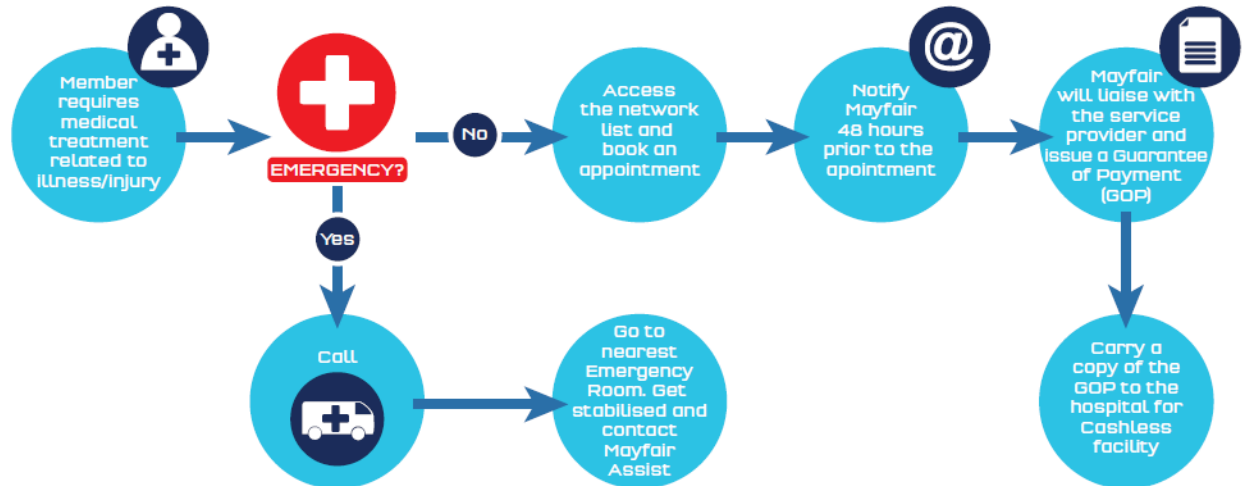 Member
requires
medical
treatment
related to
illness/injury
EMERGENCY?
No
Access
the network
list and
book an
appointment
@
Notify
Mayfair
48 hours
prior to the
apointment
Mayfair
will liaise with
the service
provider and
issue a Guarantee
of Payment
(GOP)
Yes
Call
Go to
nearest
Emergency
Room. Get
stabilised and
contact
Mayfair
Assist
Carry a
copy of the
GOP to the
hospital for
Cashless
facility